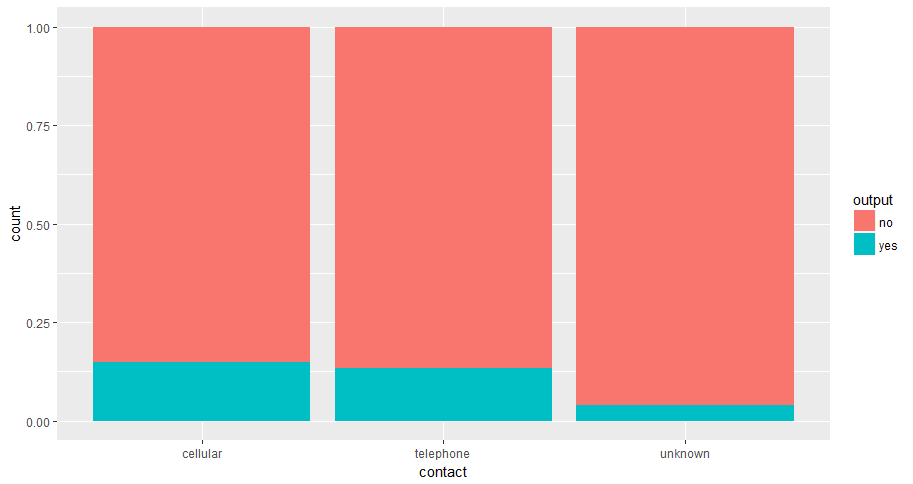 1.00
0.75
0.50
0.25
0.00
count
cellular
telephone
unknown
contact
output
no
yes